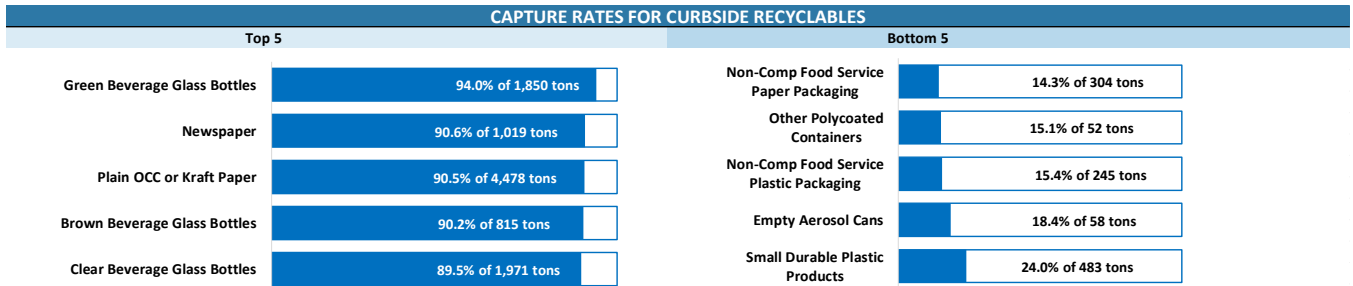 CAPTURE RATES FOR CURBSIDE RECYCLABLES
Top 5
Green Beverage Glass Bottles
94.0% of 1,850 tons
Newspaper
90.6% of 1,019 tons
Plain OCC or Kraft Paper
90.5% of 4,478 tons
Brown Beverage Glass Bottles
90.2% of 815 tons
Clear Beverage Glass Bottles
89.5% of 1,971 tons
Bottom 5
Non-Comp Food Service
Paper Packaging
14.3% of 304 tons
Other Polycoated
Containers
15.1% of 52 tons
Non-Comp Food Service
Plastic Packaging
15.4% of 245 tons
Empty Aerosol Cans
18.4% of 58 tons
Small Durable Plastic
Products
24.0% of 483 tons